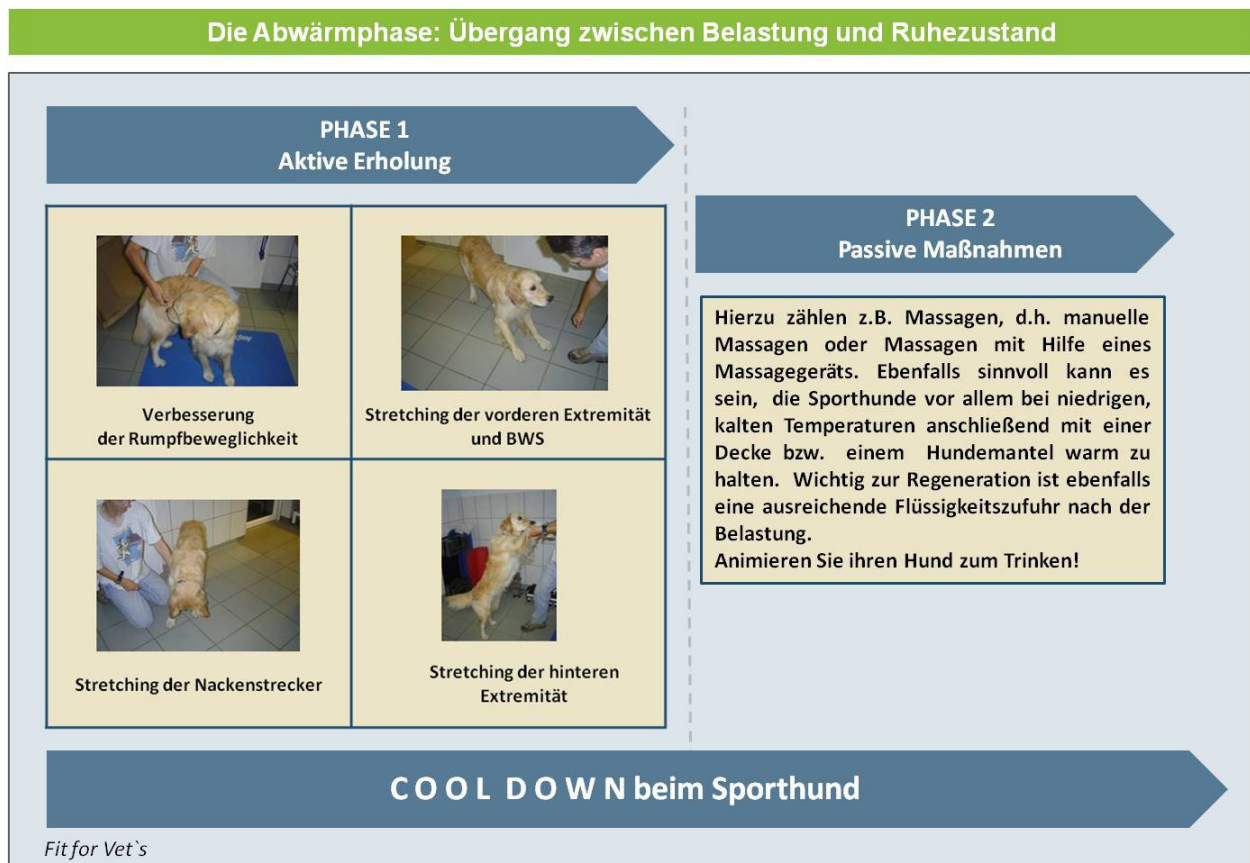 Die Abwärmphase: Übergang zwischen Belastung und Ruhezustand
PHASE 1
Aktive Erholung
Verbesserung
der Rumpfbeweglichkeit
Stretching der vorderen Extremität
und BWS
Stretching der Nackenstrecker
Stretching der hinteren
Extremität
PHASE 2
Passive Maßnahmen
Hierzu zählen z.B. Massagen, d.h. manuelle
Massagen oder Massagen mit Hilfe eines
Massagegeräts. Ebenfalls sinnvoll kann es
sein, die Sporthunde vor allem bei niedrigen,
kalten Temperaturen anschließend mit einer
Decke bzw. einem Hundemantel warm zu
halten. Wichtig zur Regeneration ist ebenfalls
eine ausreichende Flüssigkeitszufuhr nach der
Belastung.
Animieren Sie ihren Hund zum Trinken!
C O O L D O W N beim Sporthund
Fit for Vet`s